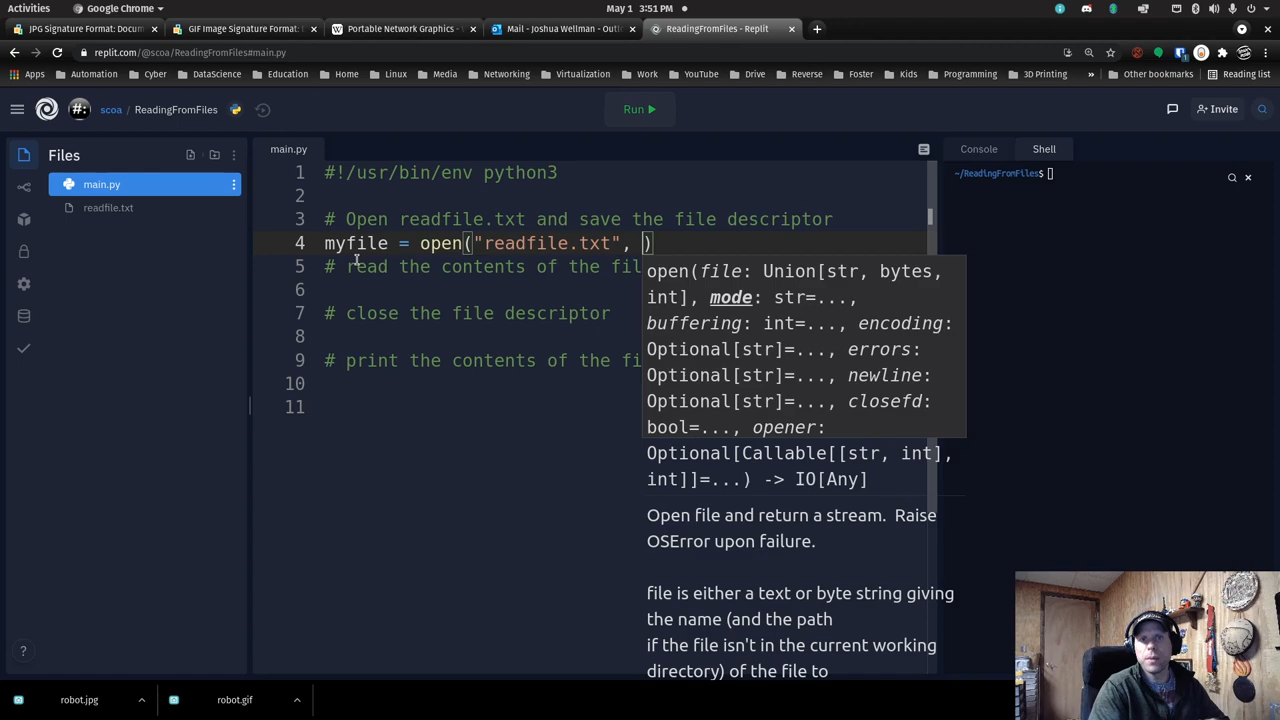 Activities
Google Chrome
May 1 3:51 PM
JPG Signature Format: Docum
GIF Image Signature Format:
Portable Network Graphics -
Mail - Joshua Wellman - Outlo
ReadingFromFiles - Replit
replit.com/@scoa/ReadingFromFiles#main.py
Apps
Automation
Cyber
DataScience
Education
Home
Linux
Media
Networking
Virtualization
YouTube
Drive
Reverse
Foster
Kids
Programming
3D Printing
»
Other bookmarks
Reading list
scoa / ReadingFromFiles
Run
Invite
Files
main.py
Console
Shell
main.py
readfile.txt
~/ReadingFromFiles$
1 #!/usr/bin/env python3
2
3 # Open readfile.txt and save the file descriptor
4 myfile = open("readfile.txt", )
5 # read the contents of the fil
6
7 # close the file descriptor
8
9 # print the contents of the fi
10
11
open(file: Union[str, bytes,
int], mode: str=...,
buffering: int=..., encoding:
Optional[str]=..., errors:
Optional[str]=..., newline:
Optional[str]=..., closefd:
bool=..., opener:
Optional[Callable[[str, int],
int]]=...) -> IO[Any]
Open file and return a stream. Raise
OSError upon failure.
file is either a text or byte string giving
the name (and the path
if the file isn't in the current working
directory) of the file to
?
robot.jpg
robot.gif